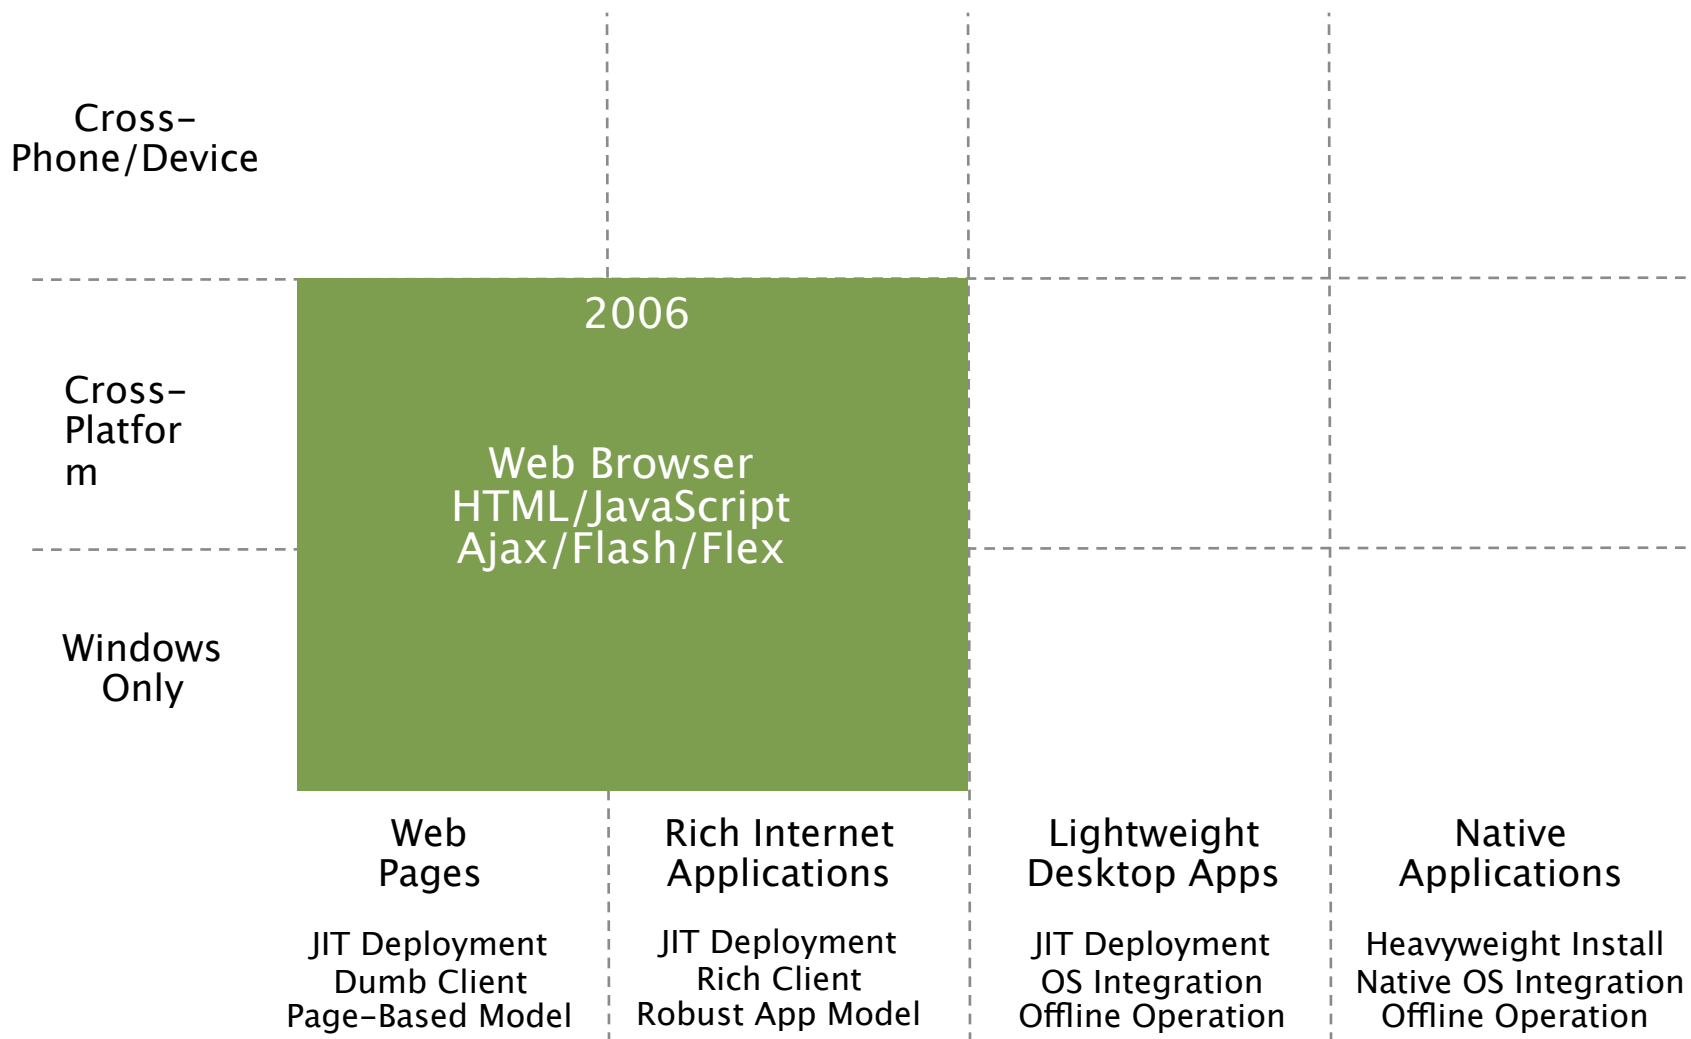 Cross-
Phone/Device
2006
Cross-
Platfor
m
Web Browser
HTML/JavaScript
Ajax/Flash/Flex
Windows
Only
Web
Pages
Rich Internet
Applications
Lightweight
Desktop Apps
Native
Applications
JIT Deployment
Dumb Client
Page-Based Model
JIT Deployment
Rich Client
Robust App Model
JIT Deployment
OS Integration
Offline Operation
Heavyweight Install
Native OS Integration
Offline Operation